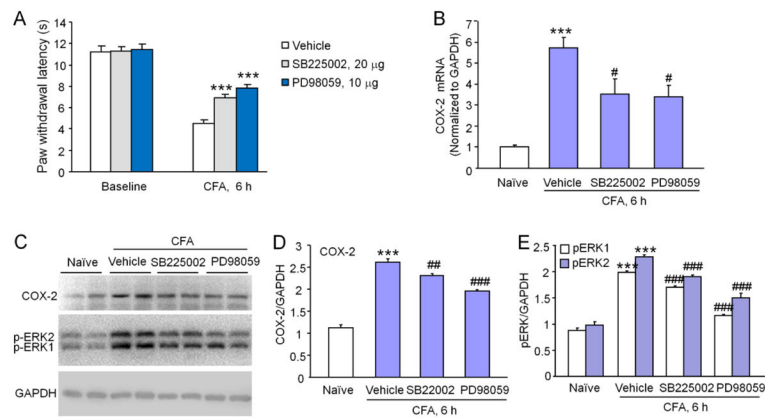 A
Paw withdrawal latency (s)
16
14
12
10
8
6
4
2
0
***
***
Baseline
CFA, 6 h
Vehicle
SB225002, 20 µg
PD98059, 10 µg
B
COX-2 mRNA
(Normalized to GAPDH)
7
6
5
4
3
2
1
0
***
#
#
Naïve
Vehicle
SB225002
PD98059
CFA, 6 h
C
CFA
Naïve
Vehicle
SB225002
PD98059
COX-2
p-ERK2
p-ERK1
GAPDH
D
COX-2
COX-2/GAPDH
3
2.5
2
1.5
1
0.5
0
***
##
###
Naïve
Vehicle
SB22002
PD98059
CFA, 6 h
E
pERK1
pERK2
pERK/GAPDH
2.5
2
1.5
1
0.5
0
***
***
###
###
###
###
Naïve
Vehicle
SB225002
PD98059
CFA, 6 h